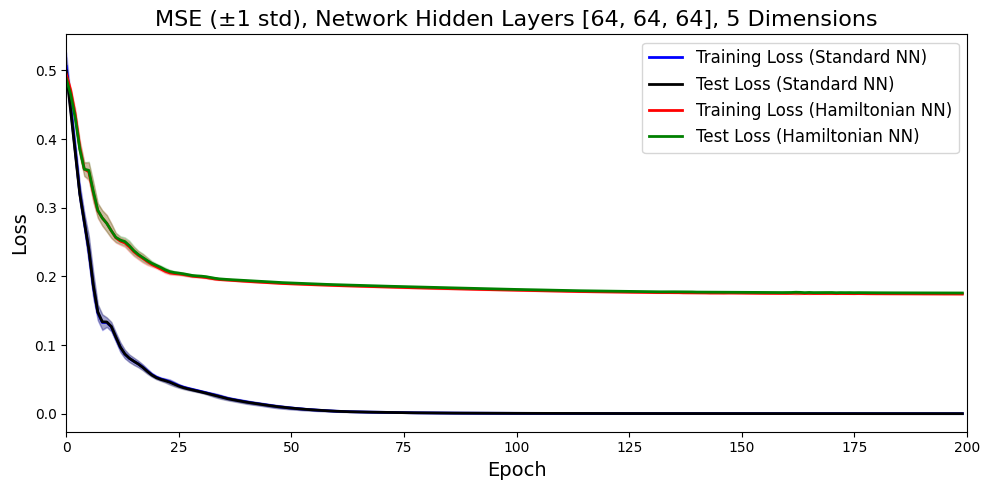 MSE (±1 std), Network Hidden Layers [64, 64, 64], 5 Dimensions
Training Loss (Standard NN)
Test Loss (Standard NN)
Training Loss (Hamiltonian NN)
Test Loss (Hamiltonian NN)
Loss
0.5
0.4
0.3
0.2
0.1
0.0
0 25 50 75 100 125 150 175 200
Epoch